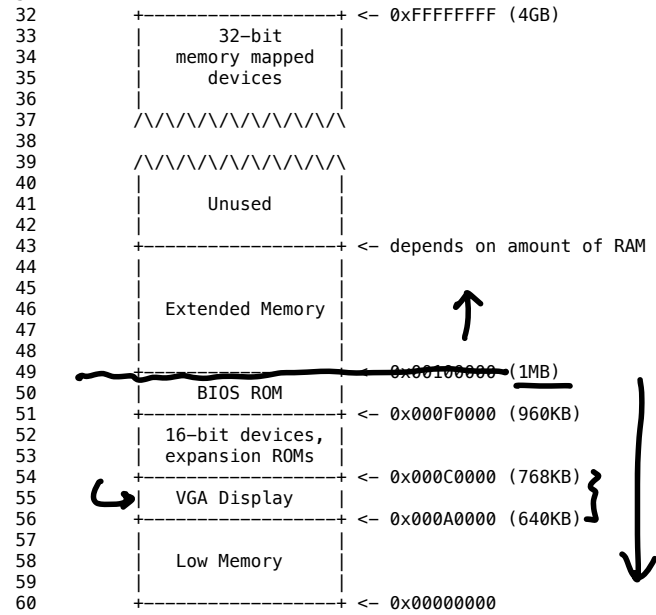 32 +------------------+ <- 0xFFFFFFFF (4GB)
33 | 32-bit |
34 | memory mapped |
35 | devices |
36 | |
37 /\/\/\/\/\/\/\/\/\/\
38
39 /\/\/\/\/\/\/\/\/\/\
40 | |
41 | Unused |
42 | |
43 +------------------+ <- depends on amount of RAM
44 | |
45 | |
46 | Extended Memory |
47 | |
48 | |
49 +------------------+ <- 0x00100000 (1MB)
50 | BIOS ROM |
51 +------------------+ <- 0x000F0000 (960KB)
52 | 16-bit devices, |
53 | expansion ROMs |
54 +------------------+ <- 0x000C0000 (768KB)
55 | VGA Display |
56 +------------------+ <- 0x000A0000 (640KB)
57 | |
58 | Low Memory |
59 | |
60 +------------------+ <- 0x00000000